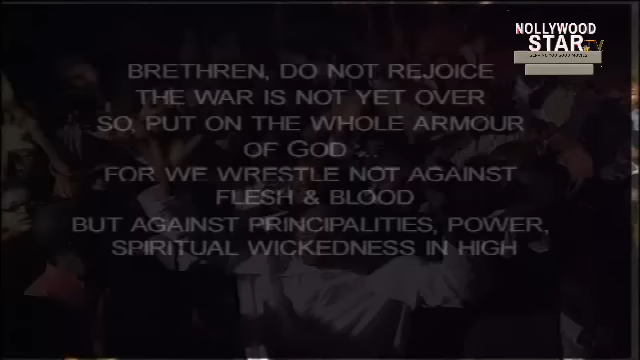 NOLLYWOOD
STAR TV
BRETHREN, DO NOT REJOICE
THE WAR IS NOT YET OVER
SO, PUT ON THE WHOLE ARMOUR
OF GOD ...
FOR WE WRESTLE NOT AGAINST
FLESH & BLOOD
BUT AGAINST PRINCIPALITIES, POWER,
SPIRITUAL WICKEDNESS IN HIGH